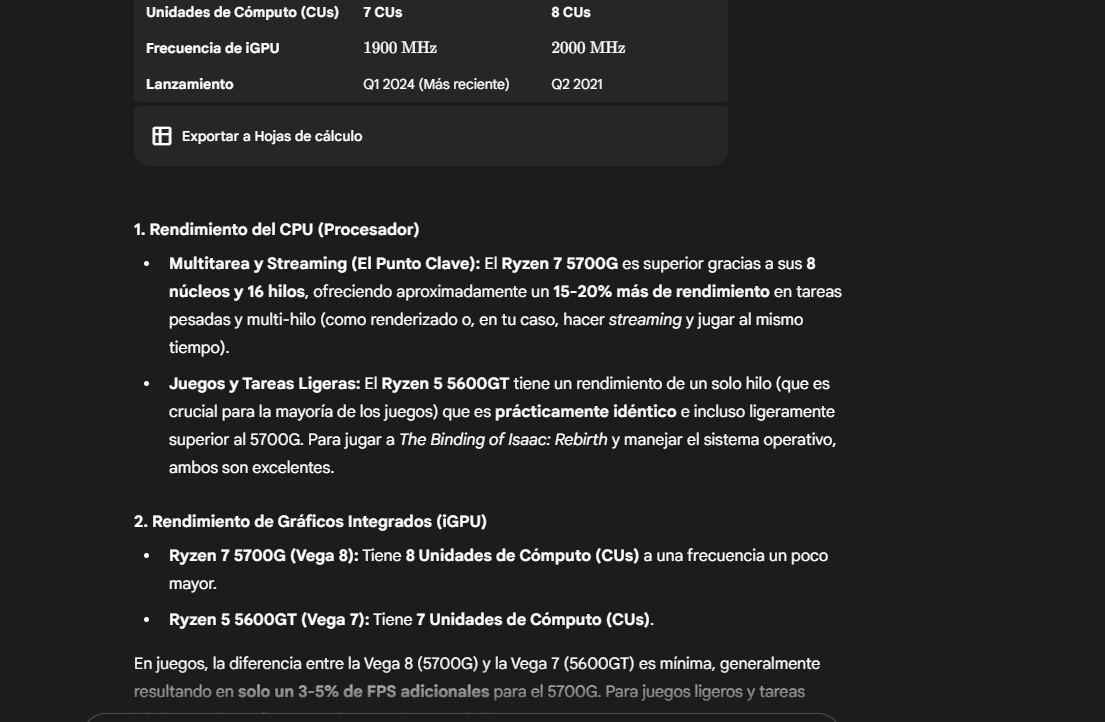 Unidades de Cómputo (CUs) 7 CUs 8 CUs
Frecuencia de iGPU 1900 MHz 2000 MHz
Lanzamiento Q1 2024 (Más reciente) Q2 2021
Exportar a Hojas de cálculo
1. Rendimiento del CPU (Procesador)
• Multitarea y Streaming (El Punto Clave): El Ryzen 7 5700G es superior gracias a sus 8
núcleos y 16 hilos, ofreciendo aproximadamente un 15-20% más de rendimiento en tareas
pesadas y multi-hilo (como renderizado o, en tu caso, hacer streaming y jugar al mismo
tiempo).
• Juegos y Tareas Ligeras: El Ryzen 5 5600GT tiene un rendimiento de un solo hilo (que es
crucial para la mayoría de los juegos) que es prácticamente idéntico e incluso ligeramente
superior al 5700G. Para jugar a The Binding of Isaac: Rebirth y manejar el sistema operativo,
ambos son excelentes.
2. Rendimiento de Gráficos Integrados (iGPU)
• Ryzen 7 5700G (Vega 8): Tiene 8 Unidades de Cómputo (CUs) a una frecuencia un poco
mayor.
• Ryzen 5 5600GT (Vega 7): Tiene 7 Unidades de Cómputo (CUs).
En juegos, la diferencia entre la Vega 8 (5700G) y la Vega 7 (5600GT) es mínima, generalmente
resultando en solo un 3-5% de FPS adicionales para el 5700G. Para juegos ligeros y tareas